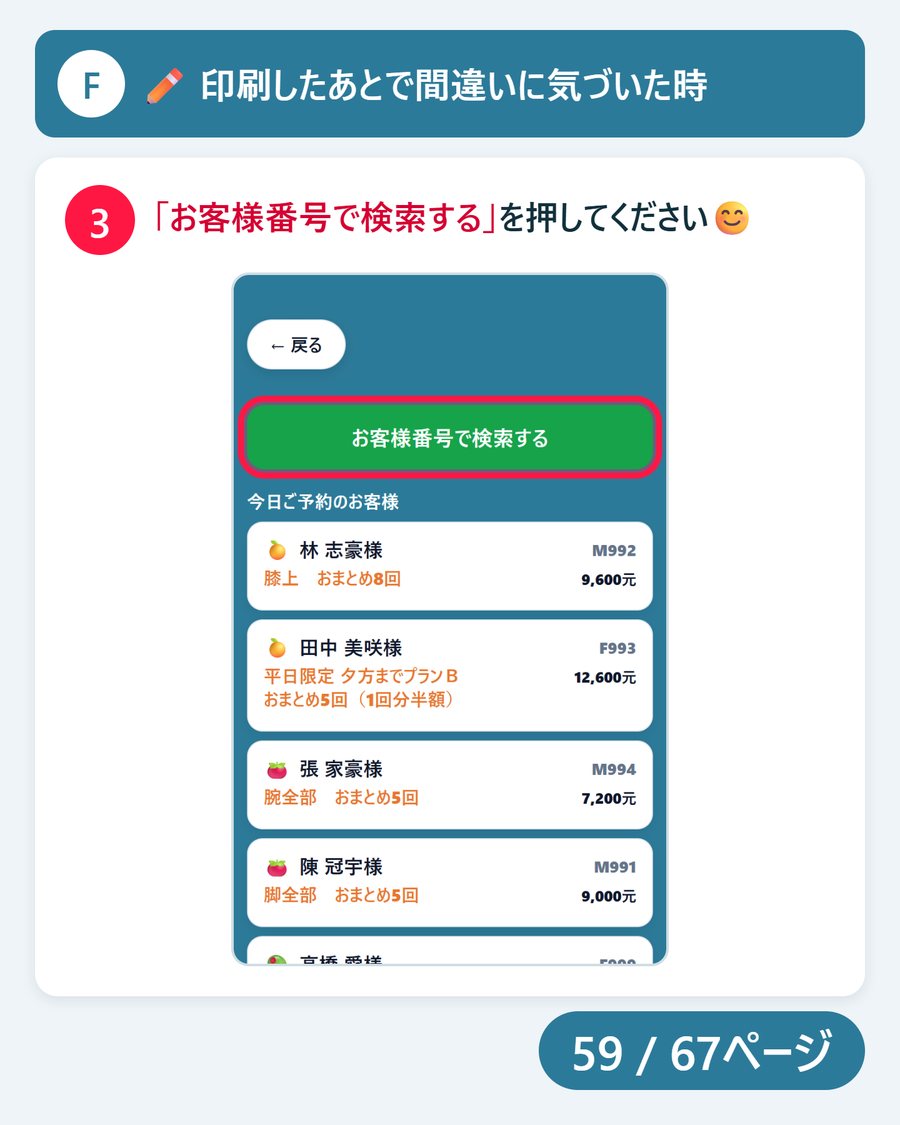 F 印刷したあとで間違いに気づいた時
3 「お客様番号で検索する」を押してください
← 戻る
お客様番号で検索する
今日ご予約のお客様
林 志豪様 M992
膝上 おまとめ8回 9,600元
田中 美咲様 F993
平日限定 夕方までプランB 12,600元
おまとめ5回（1回分半額）
張 家豪様 M994
腕全部 おまとめ5回 7,200元
陳 冠宇様 M991
脚全部 おまとめ5回 9,000元
高橋 愛様
59 / 67ページ